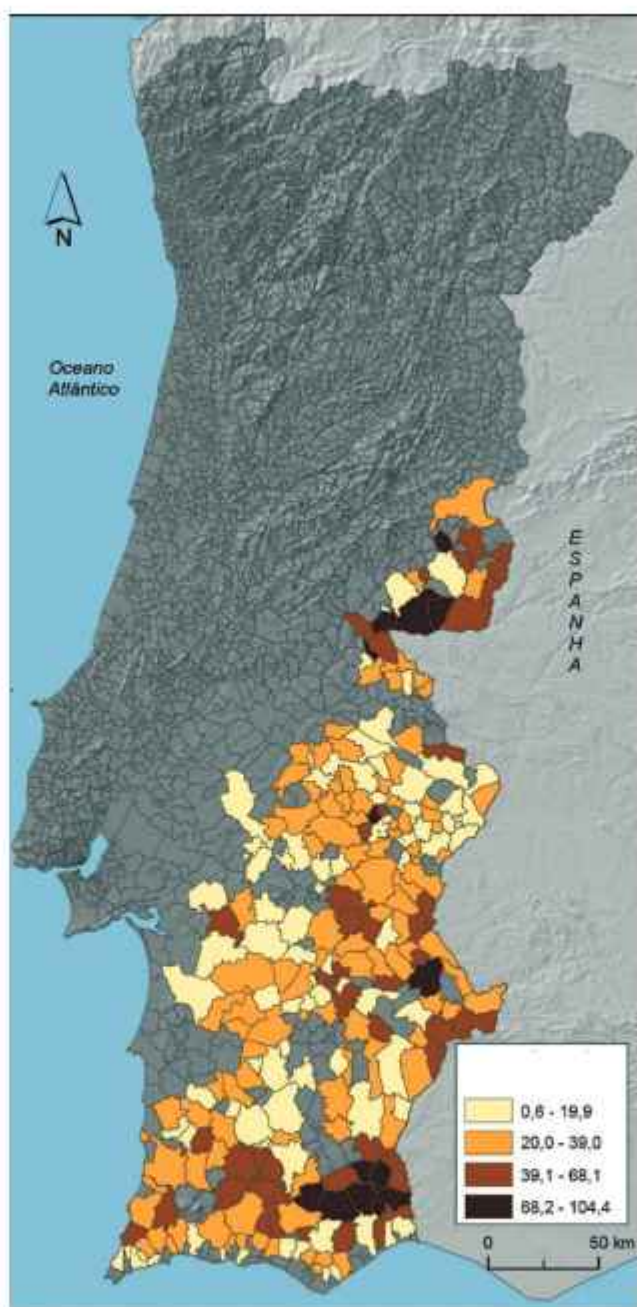 N
Oceano
Atlântico
ESPANHA
0,6 - 19,9
20,0 - 39,0
39,1 - 68,1
68,2 - 104,4
0 50 km